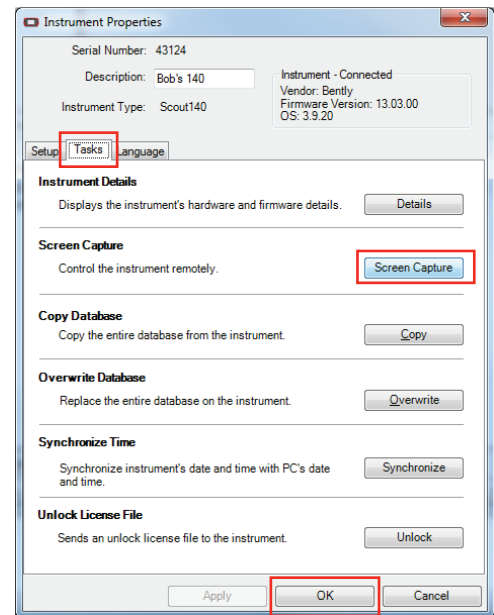 Instrument Properties
Serial Number: 43124
Description: Bob's 140
Instrument Type: Scout140
Instrument - Connected
Vendor: Bently
Firmware Version: 13.03.00
OS: 3.9.20
Setup Tasks Language
Instrument Details
Displays the instrument's hardware and firmware details. Details
Screen Capture
Control the instrument remotely. Screen Capture
Copy Database
Copy the entire database from the instrument. Copy
Overwrite Database
Replace the entire database on the instrument. Overwrite
Synchronize Time
Synchronize instrument's date and time with PC's date
and time.
Synchronize
Unlock License File
Sends an unlock license file to the instrument. Unlock
Apply OK Cancel